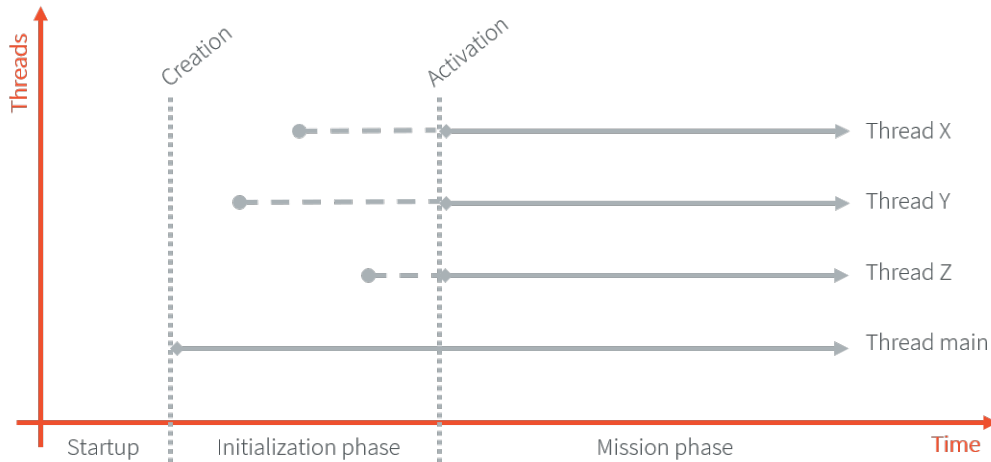 Threads
Creation
Activation
Thread X
Thread Y
Thread Z
Thread main
Startup
Initialization phase
Mission phase
Time